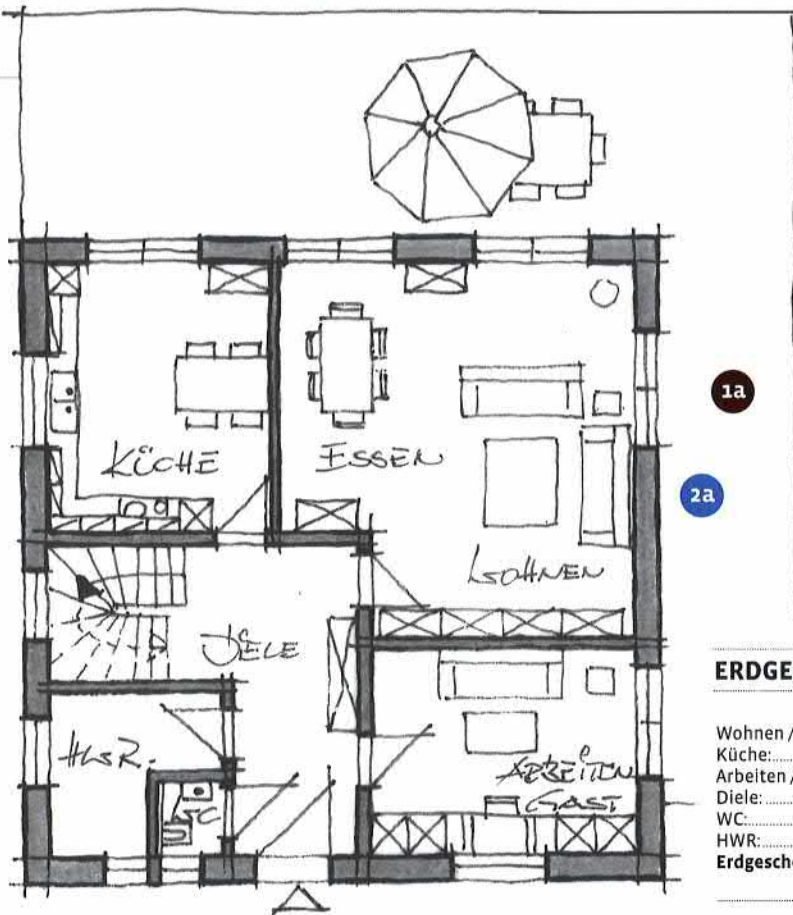 1a
KÜCHE
ESSEN
2a
WOHNEN
DIELE
HWR.
WC
ARBEITEN
GAST
ERDGE
Wohnen /
Küche:
Arbeiten /
Diele:
WC:
HWR:
Erdgesch